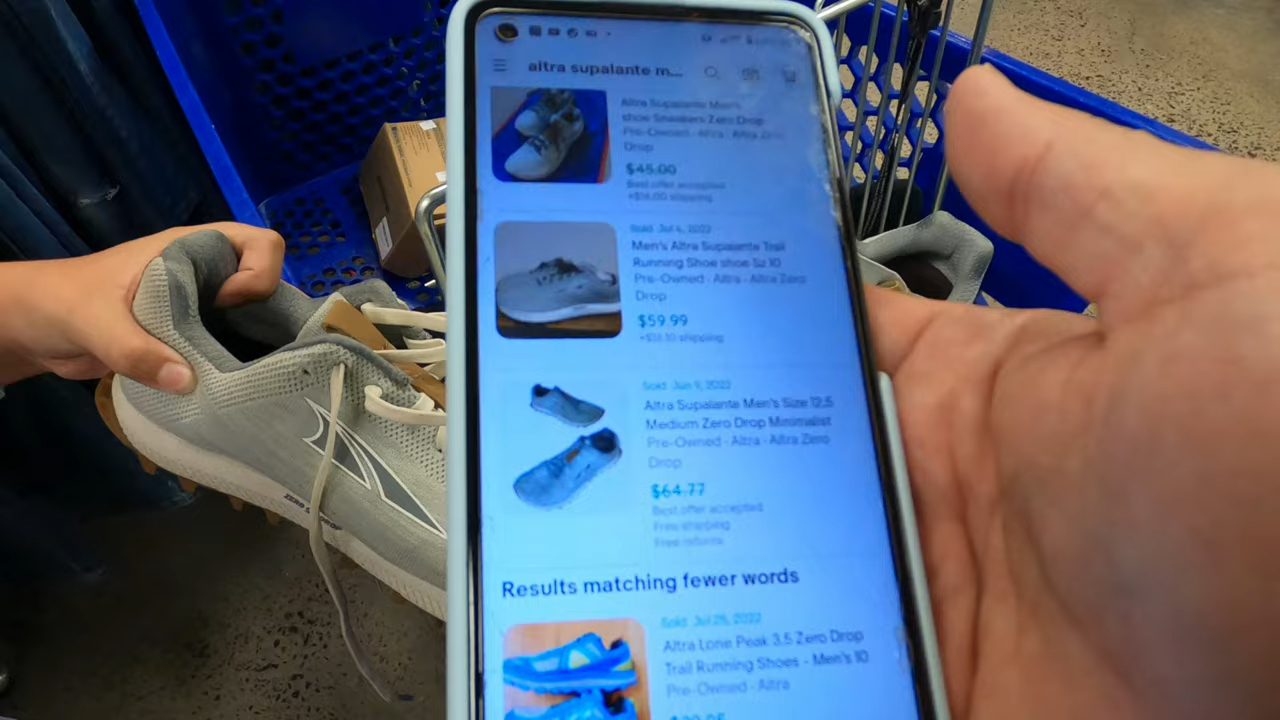 altra supalante m...
Altra Supalante Men's
shoe Sneakers Zero Drop
Pre-Owned · Altra · Altra Zero
Drop
$45.00
Best offer accepted
shipping
Sold Jul 4, 2022
Men's Altra Supalante Trail
Running Shoe shoe Sz 10
Pre-Owned · Altra · Altra Zero
Drop
$59.99
shipping
Sold Jun 9, 2022
Altra Supalante Men's Size 12.5
Medium Zero Drop Minimalist
Pre-Owned · Altra · Altra Zero
Drop
$64.77
Best offer accepted
Free shipping
Free returns
Results matching fewer words
Sold Jul 25, 2022
Altra Lone Peak 3.5 Zero Drop
Trail Running Shoes - Men's 10
Pre-Owned · Altra
ZERO DROP